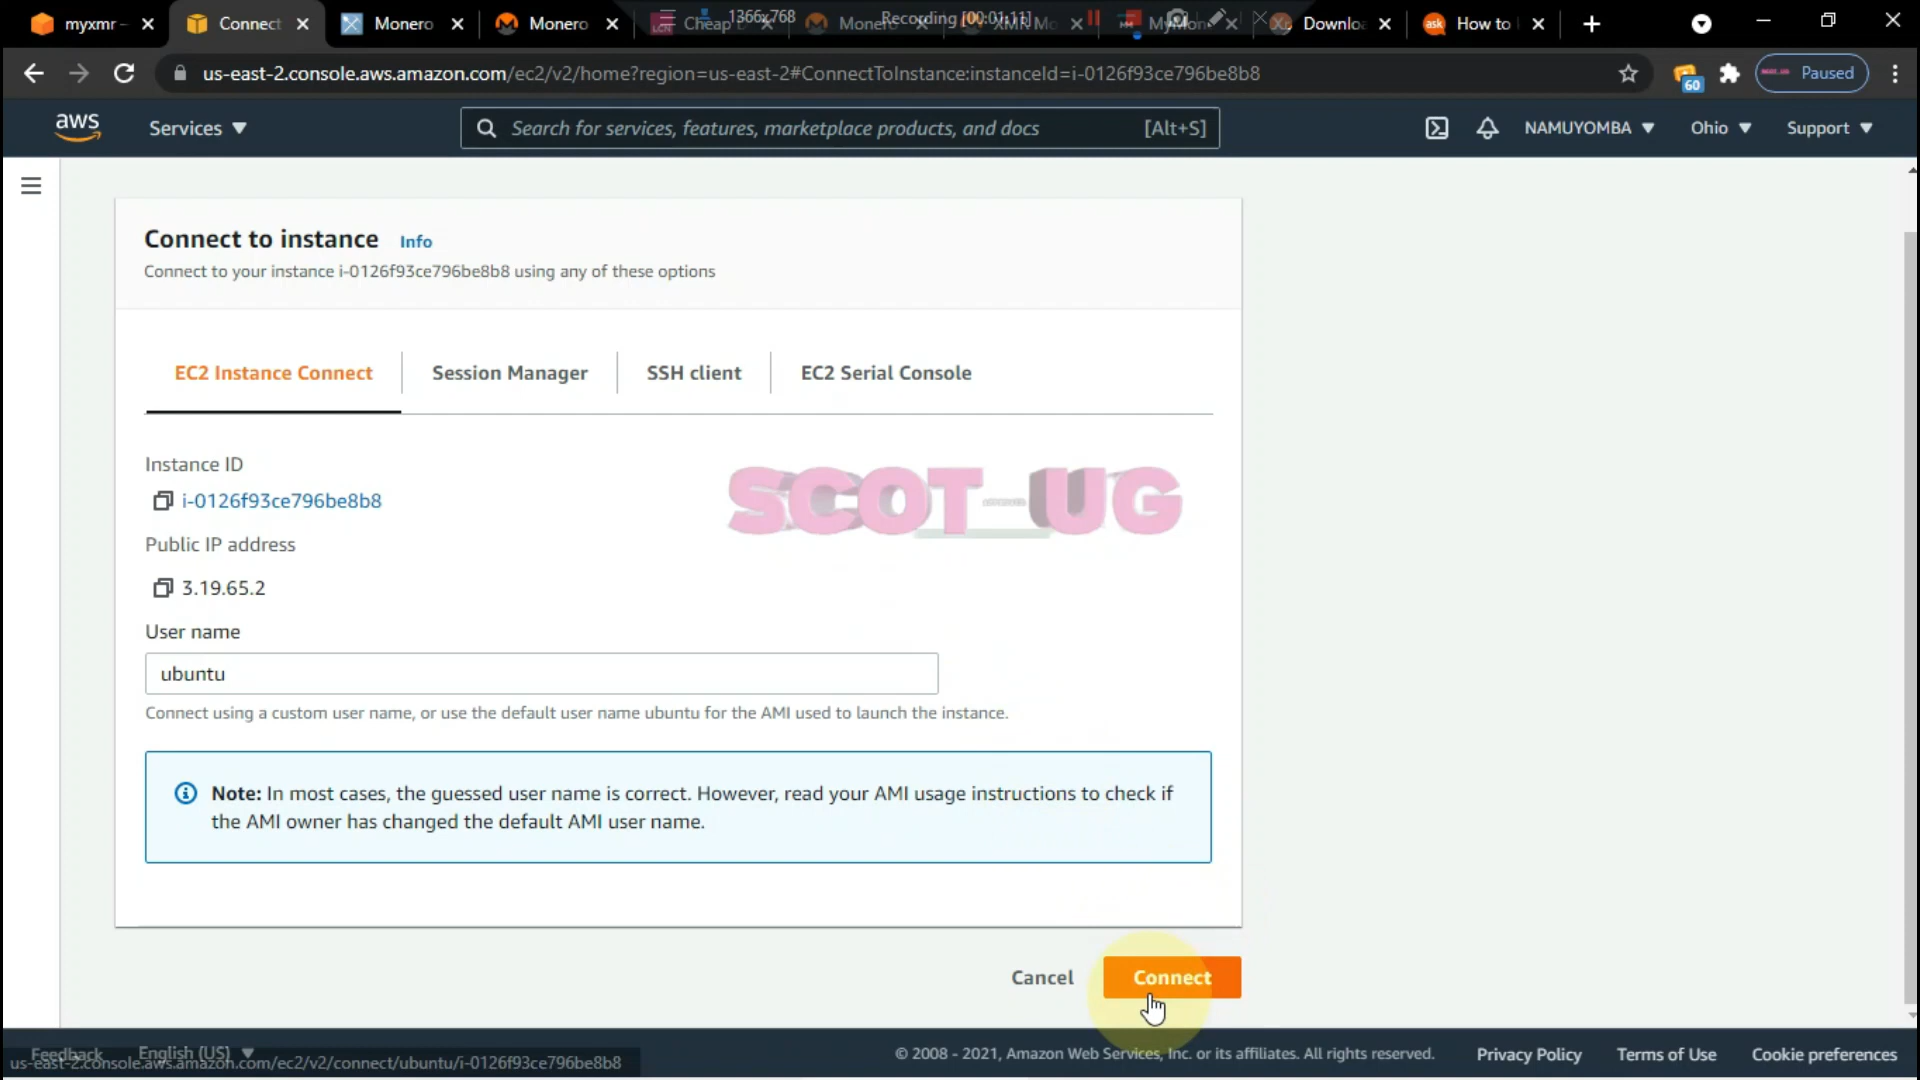 myxmr -
Connect
Monero
Monero
Cheap
1366x768
Recording [00:01:11]
Downlo
How to
us-east-2.console.aws.amazon.com/ec2/v2/home?region=us-east-2#ConnectToInstance:instanceId=i-0126f93ce796be8b8
60
Paused
aws
Services
Search for services, features, marketplace products, and docs
[Alt+S]
NAMUYOMBA
Ohio
Support
Connect to instance Info
Connect to your instance i-0126f93ce796be8b8 using any of these options
EC2 Instance Connect
Session Manager
SSH client
EC2 Serial Console
Instance ID
i-0126f93ce796be8b8
SCOT UG
Public IP address
3.19.65.2
User name
ubuntu
Connect using a custom user name, or use the default user name ubuntu for the AMI used to launch the instance.
Note: In most cases, the guessed user name is correct. However, read your AMI usage instructions to check if
the AMI owner has changed the default AMI user name.
Cancel
Connect
Feedback
English (US)
us-east-2.console.aws.amazon.com/ec2/v2/connect/ubuntu/i-0126f93ce796be8b8
© 2008 - 2021, Amazon Web Services, Inc. or its affiliates. All rights reserved.
Privacy Policy
Terms of Use
Cookie preferences